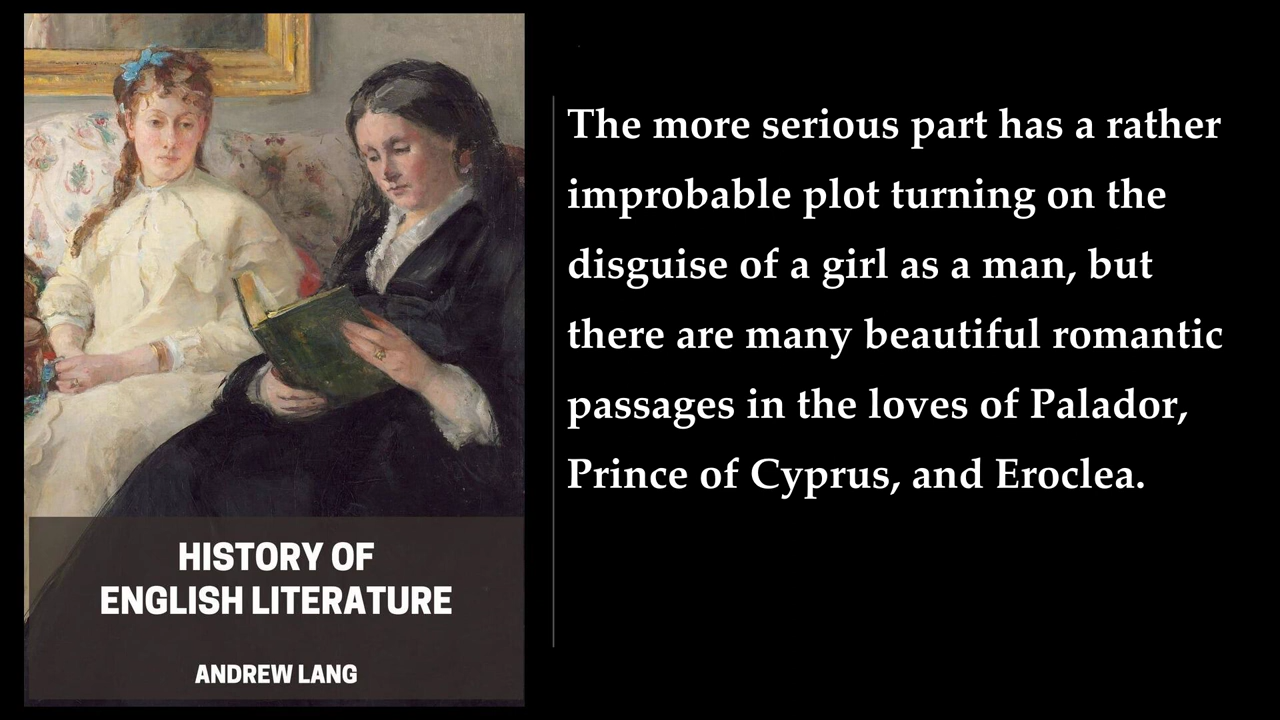 The more serious part has a rather
improbable plot turning on the
disguise of a girl as a man, but
there are many beautiful romantic
passages in the loves of Palador,
Prince of Cyprus, and Eroclea.
HISTORY OF
ENGLISH LITERATURE
ANDREW LANG